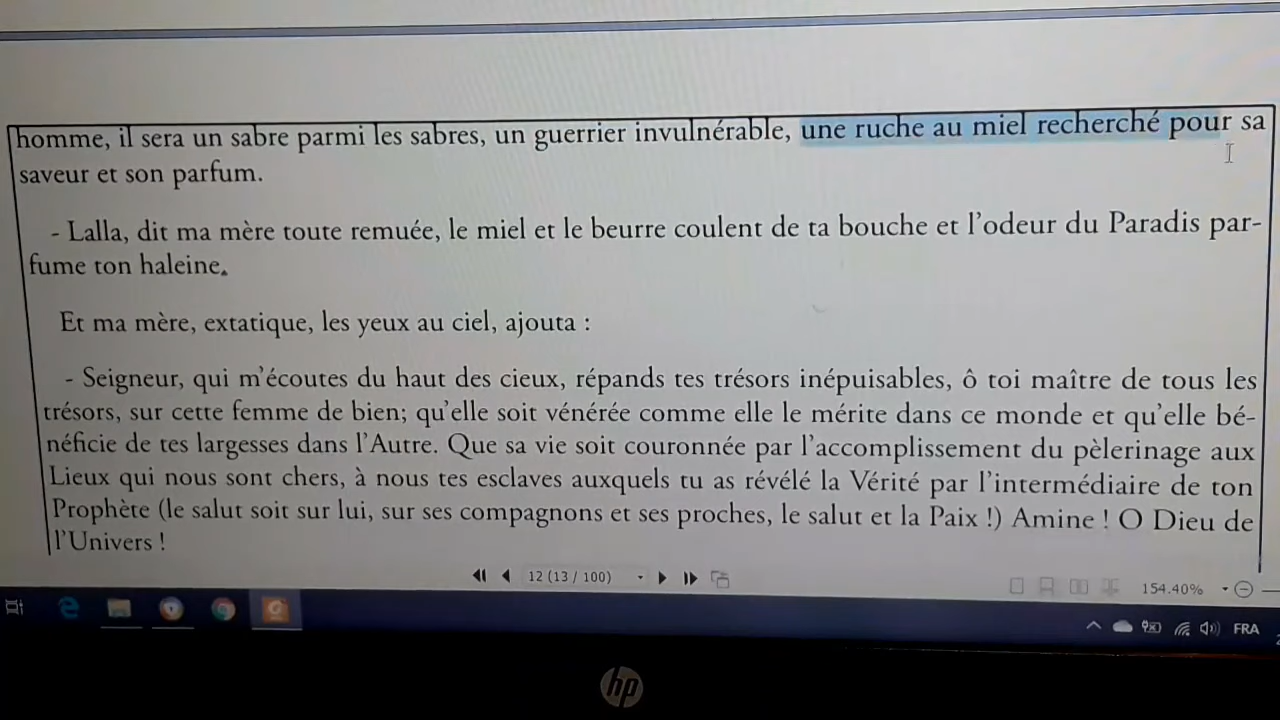 homme, il sera un sabre parmi les sabres, un guerrier invulnérable, une ruche au miel recherché pour sa
saveur et son parfum.
- Lalla, dit ma mère toute remuée, le miel et le beurre coulent de ta bouche et l'odeur du Paradis par-
fume ton haleine.
Et ma mère, extatique, les yeux au ciel, ajouta :
- Seigneur, qui m'écoutes du haut des cieux, répands tes trésors inépuisables, ô toi maître de tous les
trésors, sur cette femme de bien; qu'elle soit vénérée comme elle le mérite dans ce monde et qu'elle bé-
néficie de tes largesses dans l'Autre. Que sa vie soit couronnée par l'accomplissement du pèlerinage aux
Lieux qui nous sont chers, à nous tes esclaves auxquels tu as révélé la Vérité par l'intermédiaire de ton
Prophète (le salut soit sur lui, sur ses compagnons et ses proches, le salut et la Paix !) Amine ! O Dieu de
l'Univers !
12 (13 / 100)
154.40%
FRA
hp